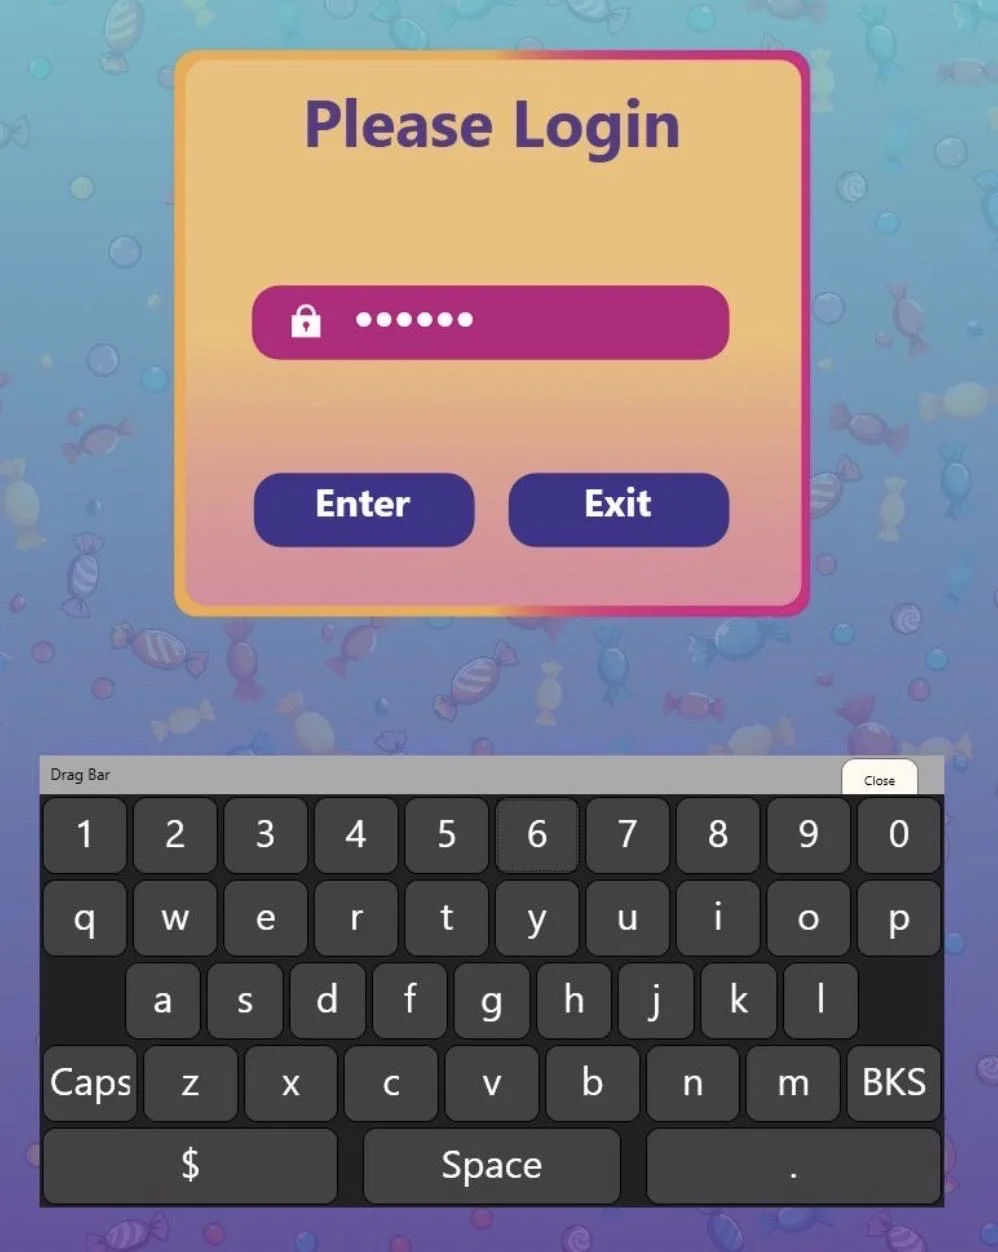 Please Login
••••••
Enter Exit
Drag Bar Close
1 2 3 4 5 6 7 8 9 0
q w e r t y u i o p
a s d f g h j k l
Caps z x c v b n m BKS
$ Space .